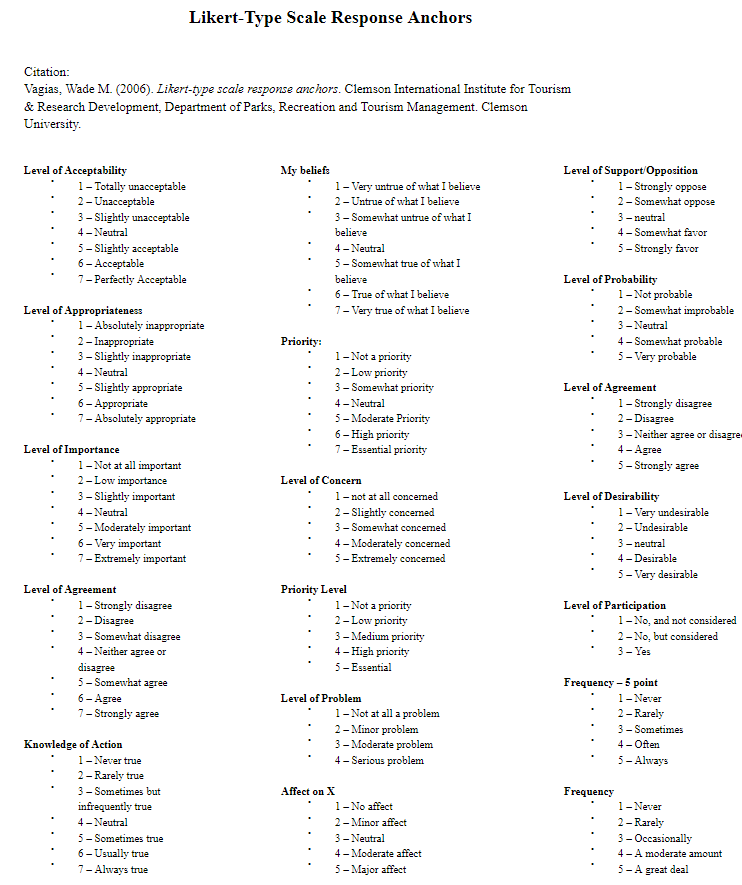 Likert-Type Scale Response Anchors
Citation:
Vagias, Wade M. (2006). Likert-type scale response anchors. Clemson International Institute for Tourism
& Research Development, Department of Parks, Recreation and Tourism Management. Clemson
University.
Level of Acceptability
1 – Totally unacceptable
2 – Unacceptable
3 – Slightly unacceptable
4 – Neutral
5 – Slightly acceptable
6 – Acceptable
7 – Perfectly Acceptable
Level of Appropriateness
1 – Absolutely inappropriate
2 – Inappropriate
3 – Slightly inappropriate
4 – Neutral
5 – Slightly appropriate
6 – Appropriate
7 – Absolutely appropriate
Level of Importance
1 – Not at all important
2 – Low importance
3 – Slightly important
4 – Neutral
5 – Moderately important
6 – Very important
7 – Extremely important
Level of Agreement
1 – Strongly disagree
2 – Disagree
3 – Somewhat disagree
4 – Neither agree or
disagree
5 – Somewhat agree
6 – Agree
7 – Strongly agree
Knowledge of Action
1 – Never true
2 – Rarely true
3 – Sometimes but
infrequently true
4 – Neutral
5 – Sometimes true
6 – Usually true
7 – Always true
My beliefs
1 – Very untrue of what I believe
2 – Untrue of what I believe
3 – Somewhat untrue of what I
believe
4 – Neutral
5 – Somewhat true of what I
believe
6 – True of what I believe
7 – Very true of what I believe
Priority:
1 – Not a priority
2 – Low priority
3 – Somewhat priority
4 – Neutral
5 – Moderate Priority
6 – High priority
7 – Essential priority
Level of Concern
1 – not at all concerned
2 – Slightly concerned
3 – Somewhat concerned
4 – Moderately concerned
5 – Extremely concerned
Priority Level
1 – Not a priority
2 – Low priority
3 – Medium priority
4 – High priority
5 – Essential
Level of Problem
1 – Not at all a problem
2 – Minor problem
3 – Moderate problem
4 – Serious problem
Affect on X
1 – No affect
2 – Minor affect
3 – Neutral
4 – Moderate affect
5 – Major affect
Level of Support/Opposition
1 – Strongly oppose
2 – Somewhat oppose
3 – neutral
4 – Somewhat favor
5 – Strongly favor
Level of Probability
1 – Not probable
2 – Somewhat improbable
3 – Neutral
4 – Somewhat probable
5 – Very probable
Level of Agreement
1 – Strongly disagree
2 – Disagree
3 – Neither agree or disagre
4 – Agree
5 – Strongly agree
Level of Desirability
1 – Very undesirable
2 – Undesirable
3 – neutral
4 – Desirable
5 – Very desirable
Level of Participation
1 – No, and not considered
2 – No, but considered
3 – Yes
Frequency – 5 point
1 – Never
2 – Rarely
3 – Sometimes
4 – Often
5 – Always
Frequency
1 – Never
2 – Rarely
3 – Occasionally
4 – A moderate amount
5 – A great deal